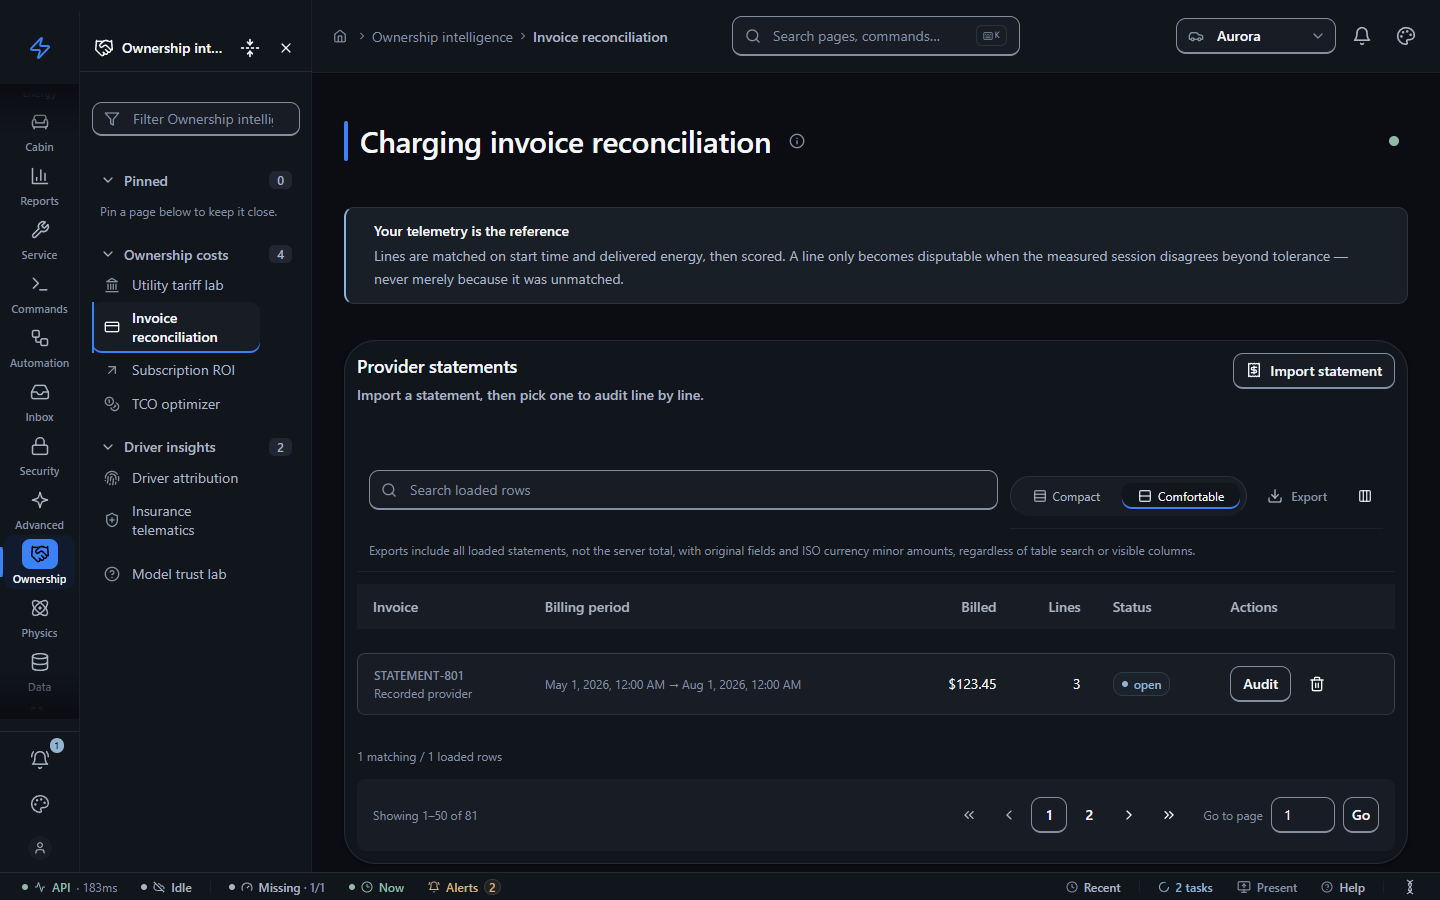 Ownership int...
Ownership intelligence
Invoice reconciliation
Search pages, commands...
K
Aurora
Cabin
Reports
Service
Commands
Automation
Inbox
Security
Advanced
Ownership
Physics
Data
1
Filter Ownership intelli
Pinned
0
Pin a page below to keep it close.
Ownership costs
4
Utility tariff lab
Invoice
reconciliation
Subscription ROI
TCO optimizer
Driver insights
2
Driver attribution
Insurance
telematics
Model trust lab
Charging invoice reconciliation
Your telemetry is the reference
Lines are matched on start time and delivered energy, then scored. A line only becomes disputable when the measured session disagrees beyond tolerance —
never merely because it was unmatched.
Provider statements
Import a statement, then pick one to audit line by line.
Import statement
Search loaded rows
Compact
Comfortable
Export
Exports include all loaded statements, not the server total, with original fields and ISO currency minor amounts, regardless of table search or visible columns.
Invoice Billing period Billed Lines Status Actions
STATEMENT-801
Recorded provider
May 1, 2026, 12:00 AM → Aug 1, 2026, 12:00 AM
$123.45
3
open
Audit
1 matching / 1 loaded rows
Showing 1–50 of 81
« ‹ 1 2 › »
Go to page
1
Go
API · 183ms
Idle
Missing · 1/1
Now
Alerts 2
Recent
2 tasks
Present
Help